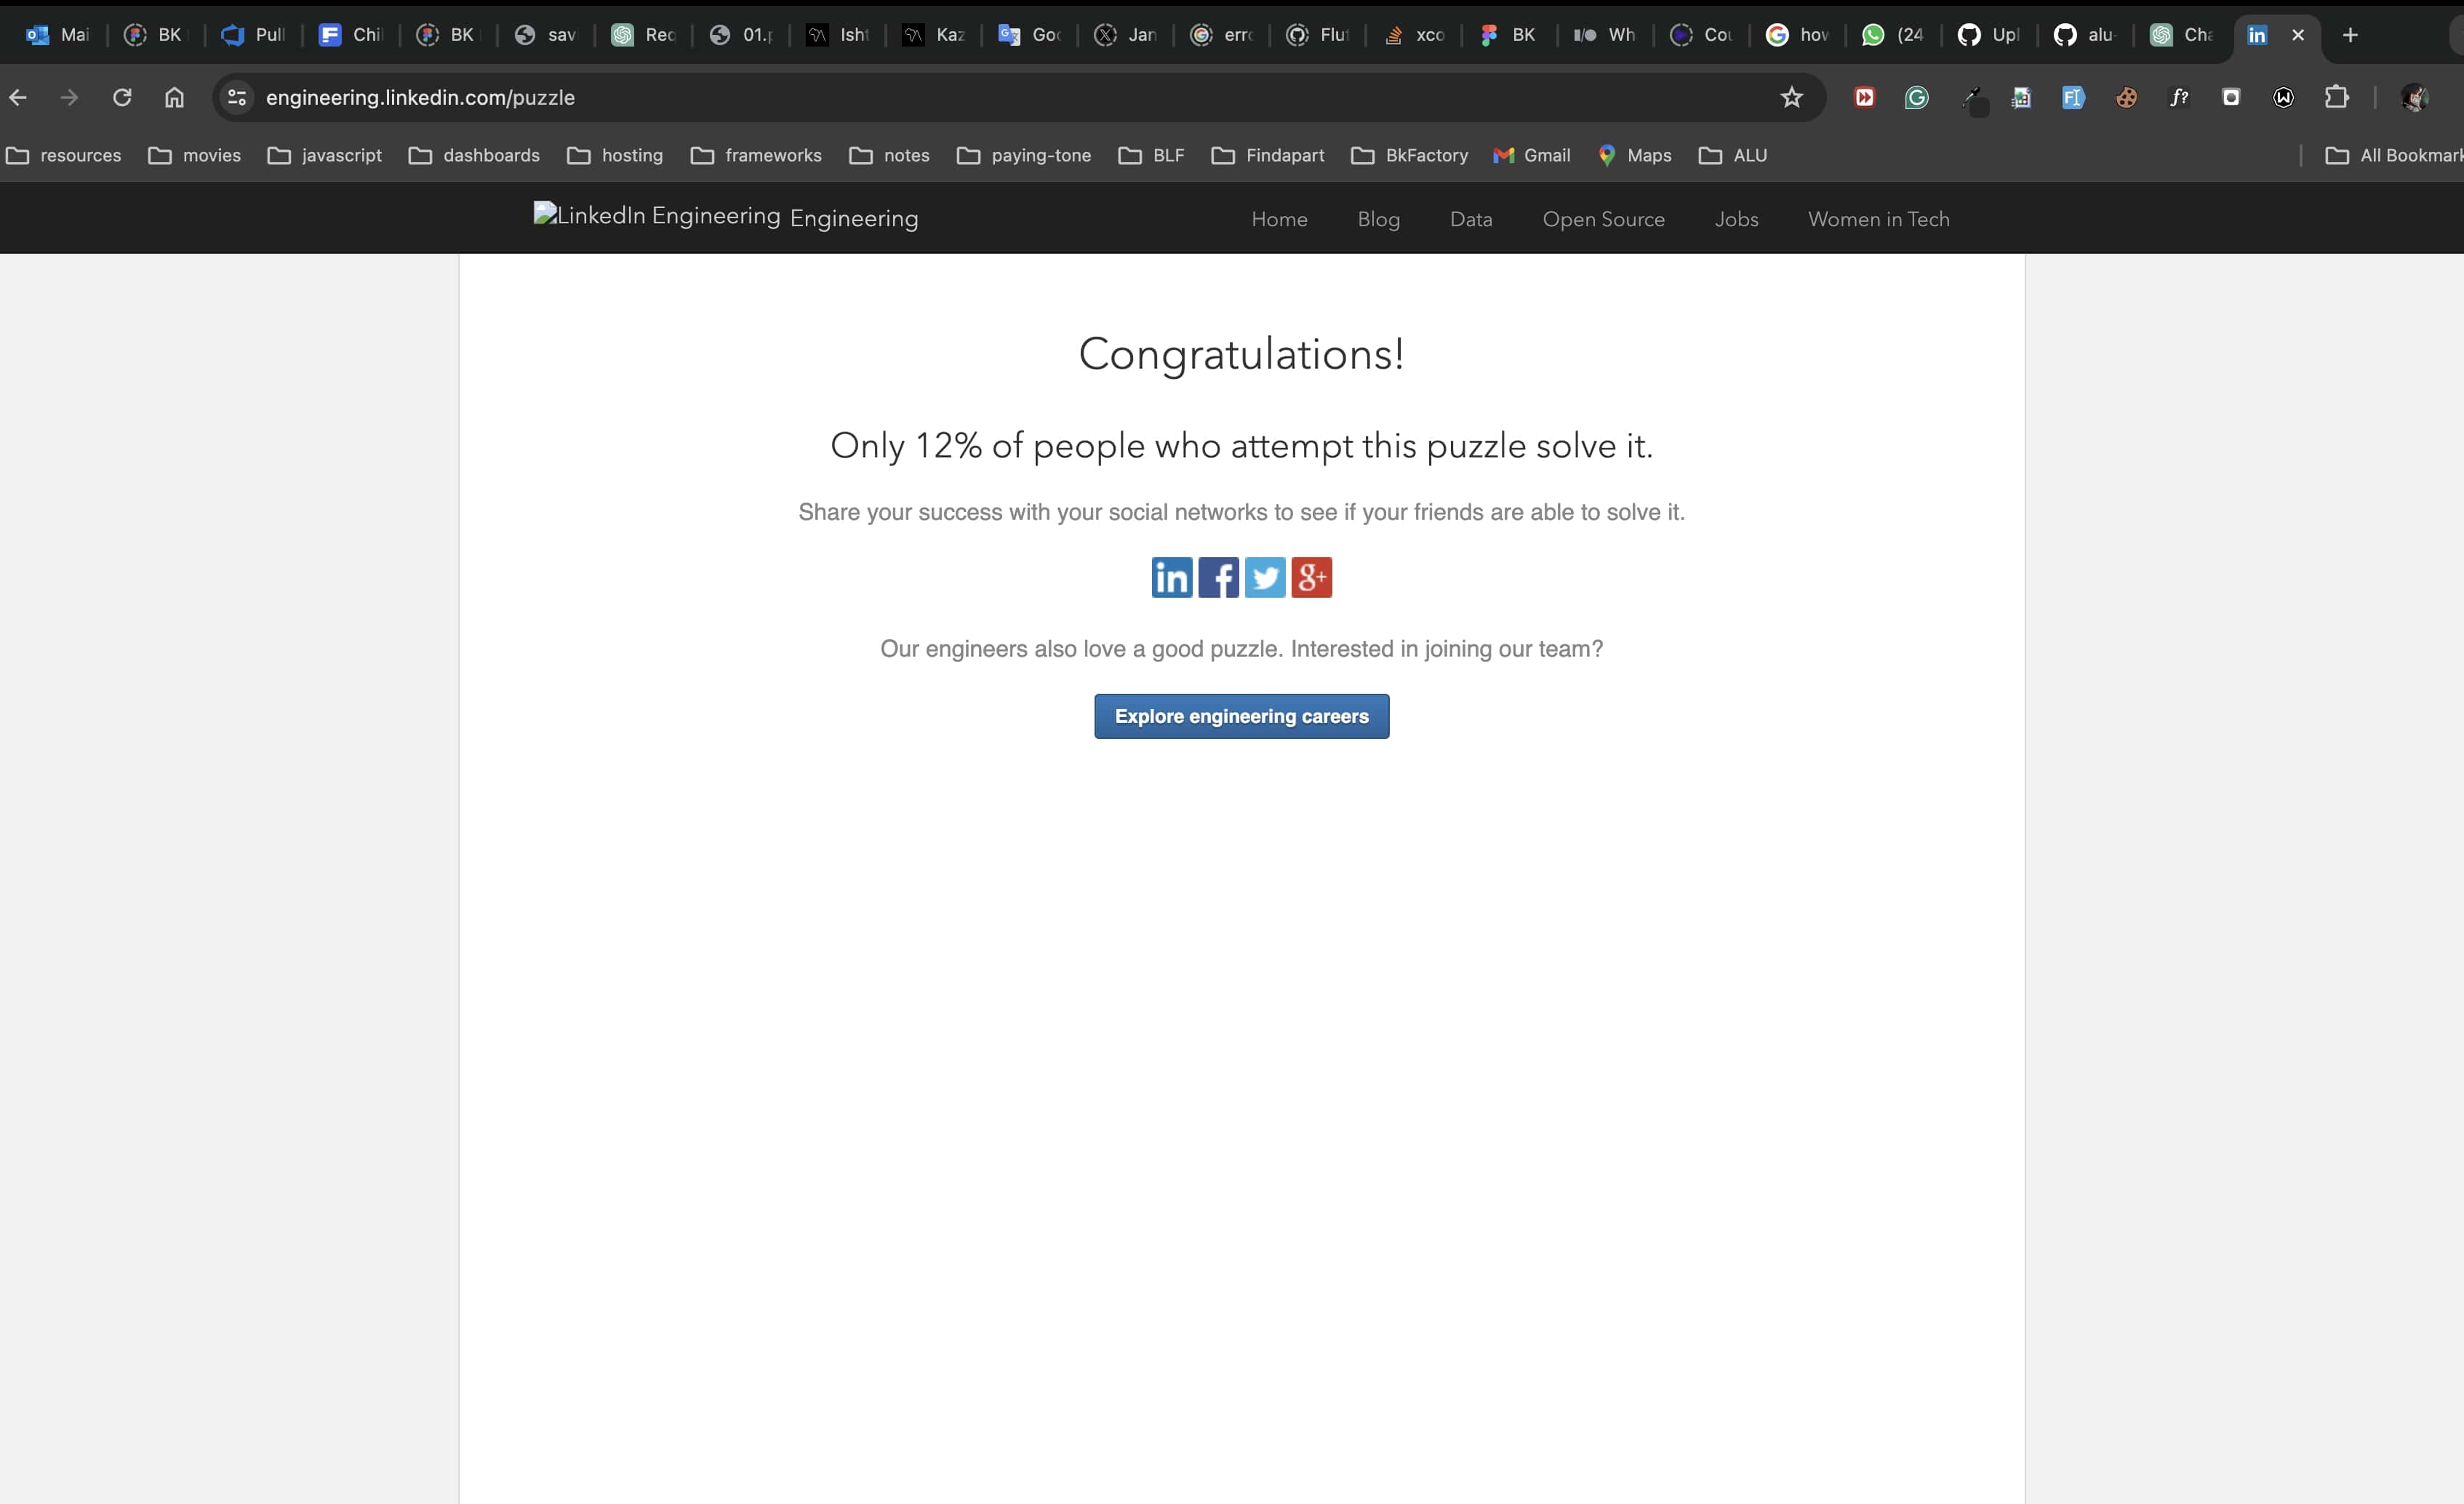 Mai BK Pull Chi BK sav Rec 01.p Isht Kaz Goo Jan erro Flut xco BK Wh Cou how (24 Upl alu- Cha
engineering.linkedin.com/puzzle
resources movies javascript dashboards hosting frameworks notes paying-tone BLF Findapart BkFactory Gmail Maps ALU All Bookmark
LinkedIn Engineering Engineering Home Blog Data Open Source Jobs Women in Tech
Congratulations!
Only 12% of people who attempt this puzzle solve it.
Share your success with your social networks to see if your friends are able to solve it.
in f g+
Our engineers also love a good puzzle. Interested in joining our team?
Explore engineering careers